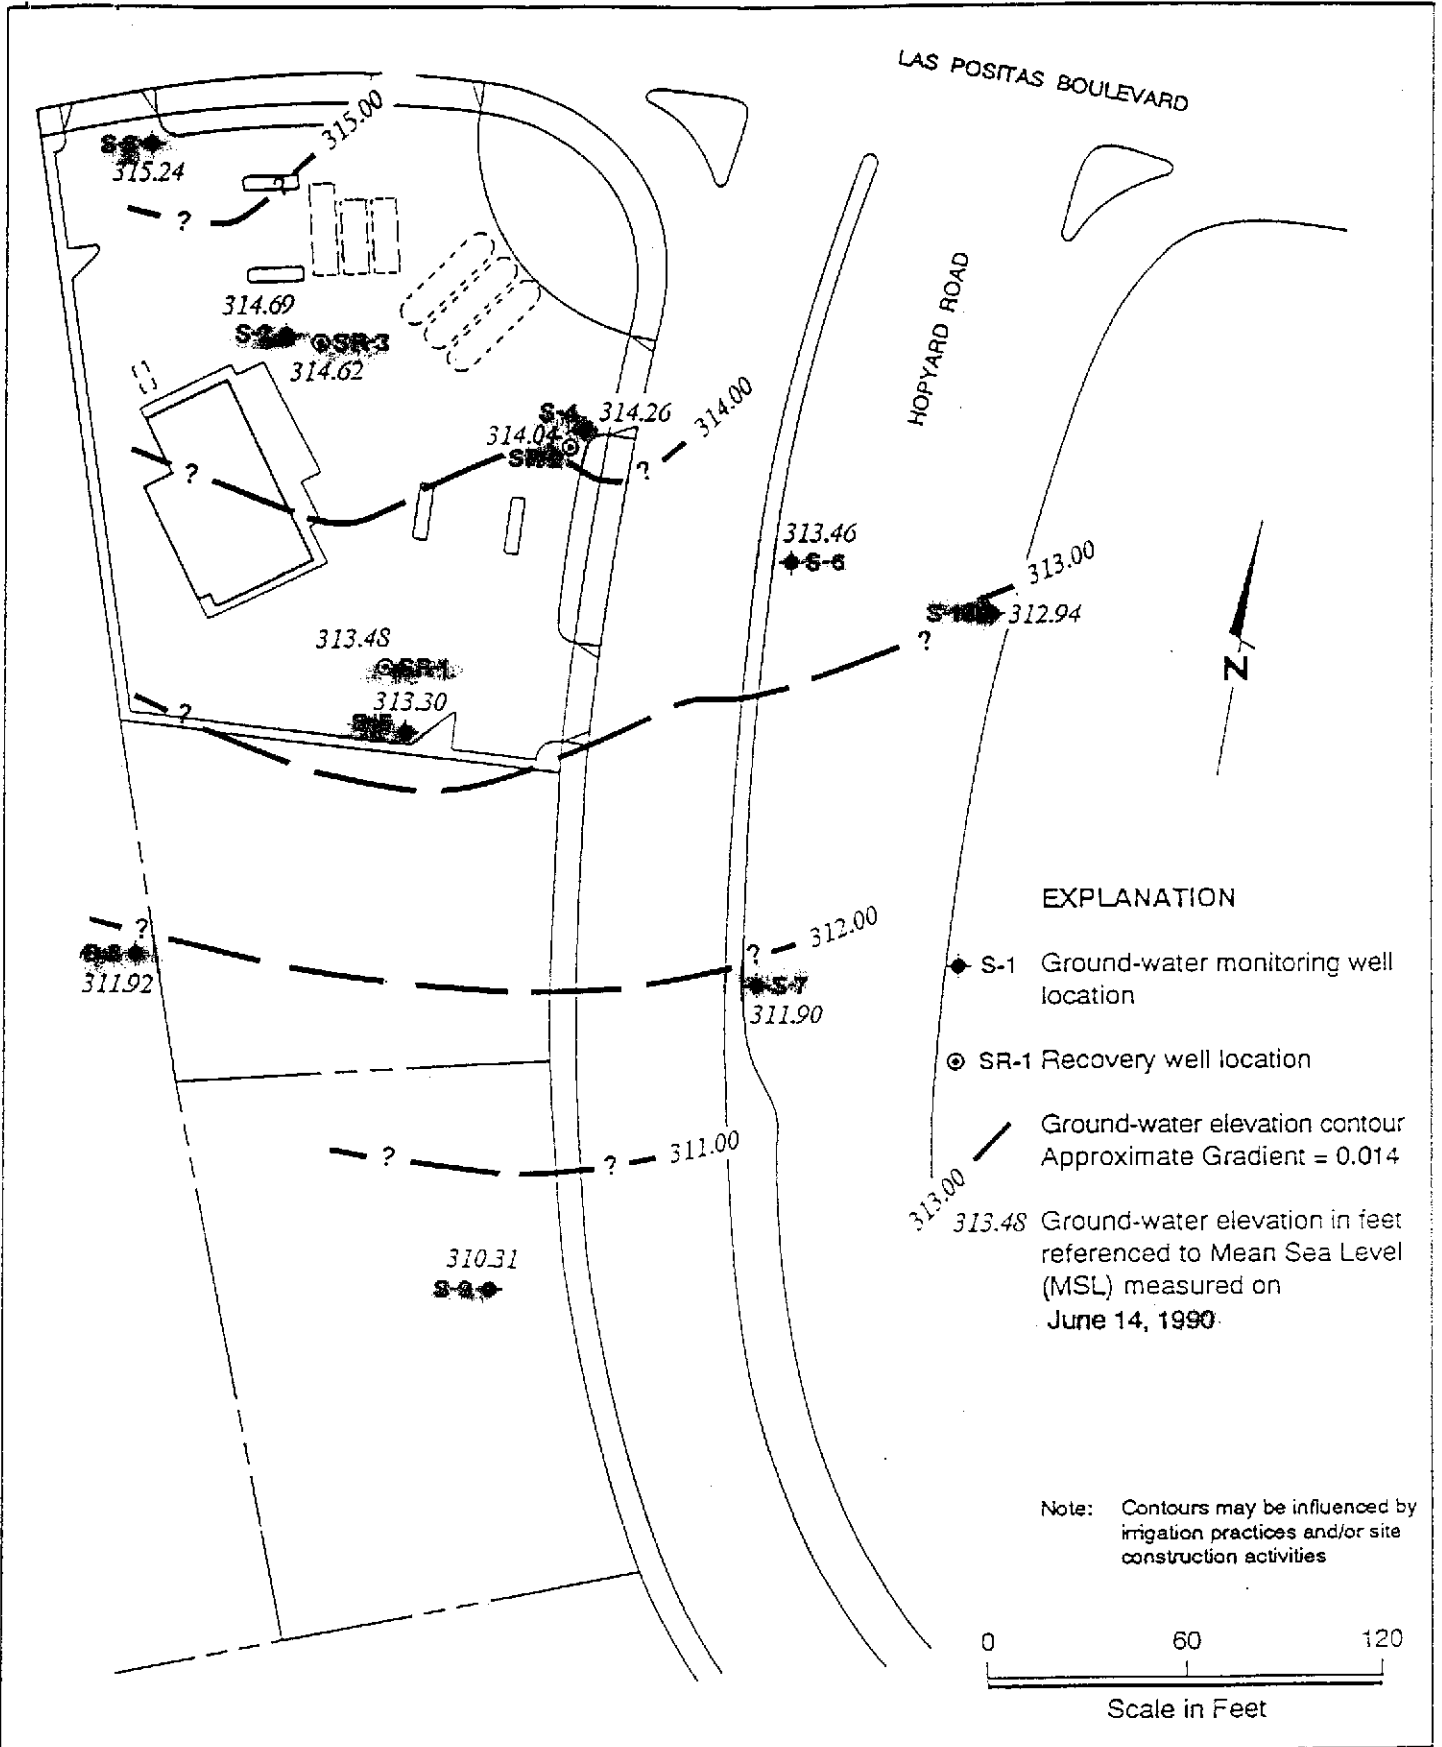 LAS POSITAS BOULEVARD
315.00
315.24
?
?
HOPYARD ROAD
314.69
SR-3
314.62
314.00
S-4
314.26
314.04
?
?
313.46
S-6
313.00
312.94
?
N
313.48
SR-1
313.30
?
EXPLANATION
312.00
?
?
S-1 Ground-water monitoring well
location
311.92
S-7
311.90
SR-1 Recovery well location
Ground-water elevation contour
Approximate Gradient = 0.014
311.00
?
?
313.00
313.48 Ground-water elevation in feet
referenced to Mean Sea Level
(MSL) measured on
June 14, 1990
310.31
S-9
Note: Contours may be influenced by
irrigation practices and/or site
construction activities
0 60 120
Scale in Feet